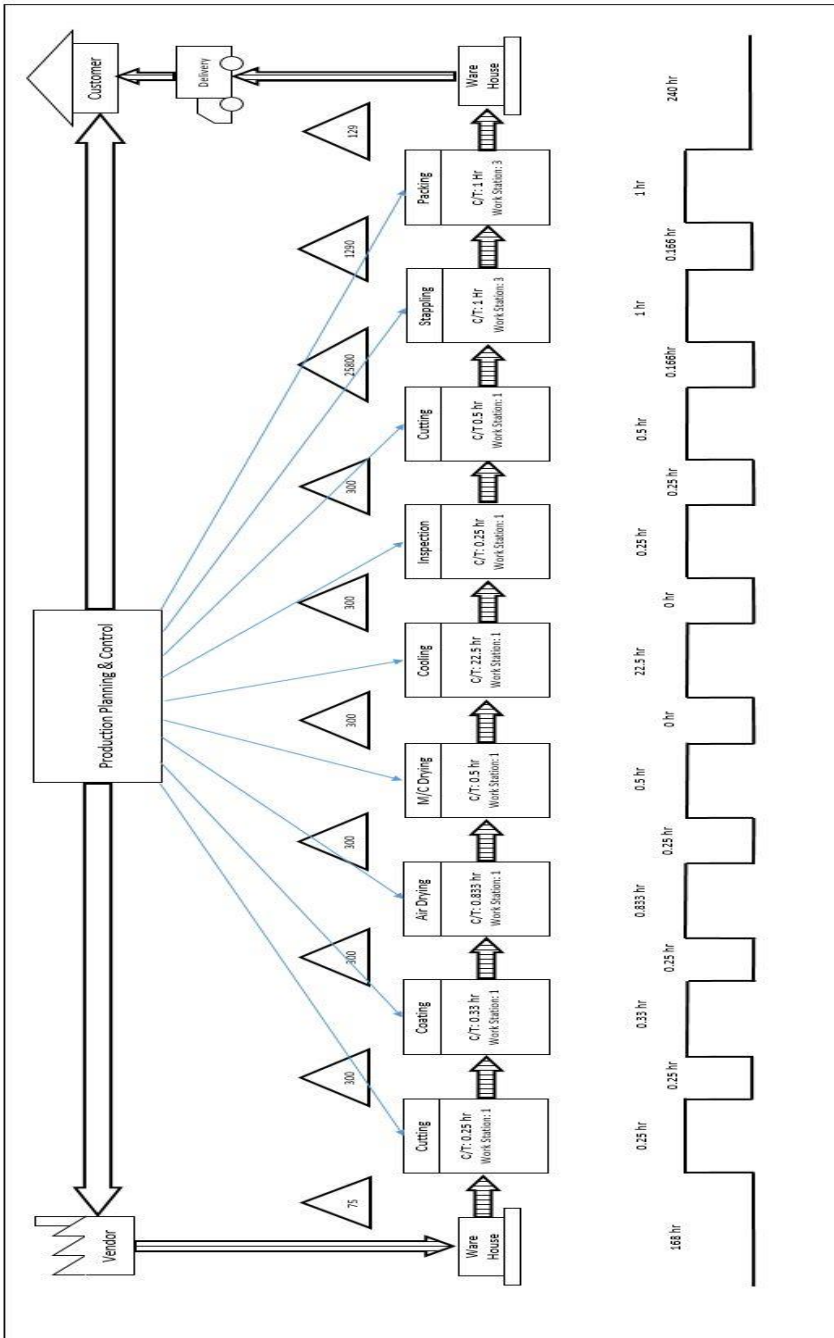 Production Planning & Control
Vendor
Customer
Delivery
75
300
300
300
300
300
300
25800
1290
129
Ware
House
Cutting
C/T: 0.25 hr
Work Station: 1
Coating
C/T: 0.33 hr
Work Station: 1
Air Drying
C/T: 0.833 hr
Work Station: 1
M/C Drying
C/T: 0.5 hr
Work Station: 1
Cooling
C/T: 22.5 hr
Work Station: 1
Inspection
C/T: 0.25 hr
Work Station: 1
Cutting
C/T 0.5 hr
Work Station: 1
Stappling
C/T: 1 Hr
Work Station: 3
Packing
C/T: 1 Hr
Work Station: 3
Ware
House
168 hr
0.25 hr
0.25 hr
0.33 hr
0.25 hr
0.833 hr
0.25 hr
0.5 hr
0 hr
22.5 hr
0 hr
0.25 hr
0.25 hr
0.5 hr
0.166hr
1 hr
0.166 hr
1 hr
240 hr